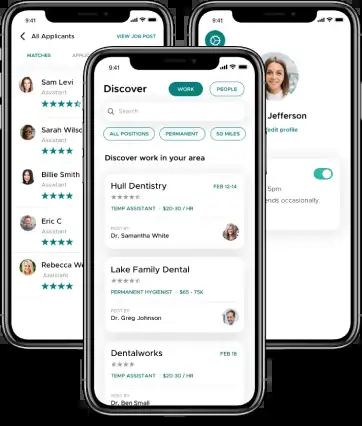 9:41
All Applicants
VIEW JOB POST
MATCHES
Sam Levi
Assistant
Sarah Wilso
Assistant
Billie Smith
Assistant
Eric C
Assistant
Rebecca We
Assistant
9:41
Discover
WORK
PEOPLE
Search
ALL POSITIONS
PERMANENT
50 MILES
Discover work in your area
Hull Dentistry
FEB 12-14
TEMP ASSISTANT · $20-30 / HR
POST BY
Dr. Samantha White
Lake Family Dental
PERMANENT HYGIENIST · $65 - 75K
POST BY
Dr. Greg Johnson
Dentalworks
FEB 18
TEMP ASSISTANT · $20-30 / HR
Dr. Ben Small
9:41
Jefferson
edit profile
5pm
ends occasionally.